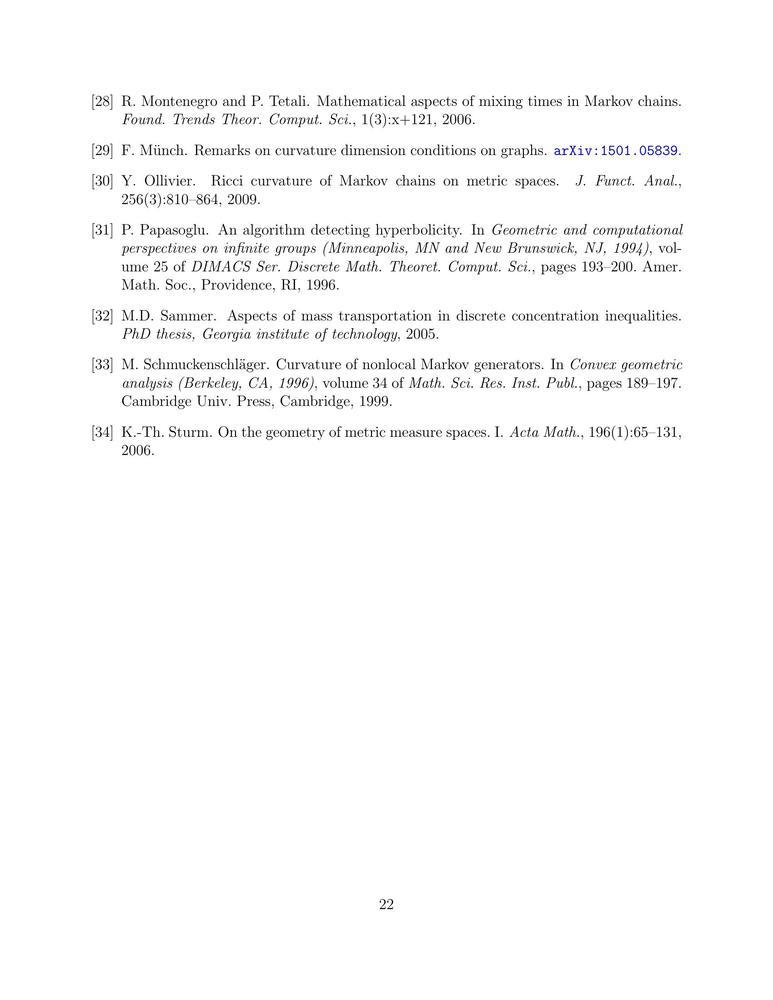 [28] R. Montenegro and P. Tetali. Mathematical aspects of mixing times in Markov chains.
Found. Trends Theor. Comput. Sci., 1(3):x+121, 2006.
[29] F. Münch. Remarks on curvature dimension conditions on graphs. arXiv:1501.05839.
[30] Y. Ollivier. Ricci curvature of Markov chains on metric spaces. J. Funct. Anal.,
256(3):810–864, 2009.
[31] P. Papasoglu. An algorithm detecting hyperbolicity. In Geometric and computational
perspectives on infinite groups (Minneapolis, MN and New Brunswick, NJ, 1994), vol-
ume 25 of DIMACS Ser. Discrete Math. Theoret. Comput. Sci., pages 193–200. Amer.
Math. Soc., Providence, RI, 1996.
[32] M.D. Sammer. Aspects of mass transportation in discrete concentration inequalities.
PhD thesis, Georgia institute of technology, 2005.
[33] M. Schmuckenschläger. Curvature of nonlocal Markov generators. In Convex geometric
analysis (Berkeley, CA, 1996), volume 34 of Math. Sci. Res. Inst. Publ., pages 189–197.
Cambridge Univ. Press, Cambridge, 1999.
[34] K.-Th. Sturm. On the geometry of metric measure spaces. I. Acta Math., 196(1):65–131,
2006.
22